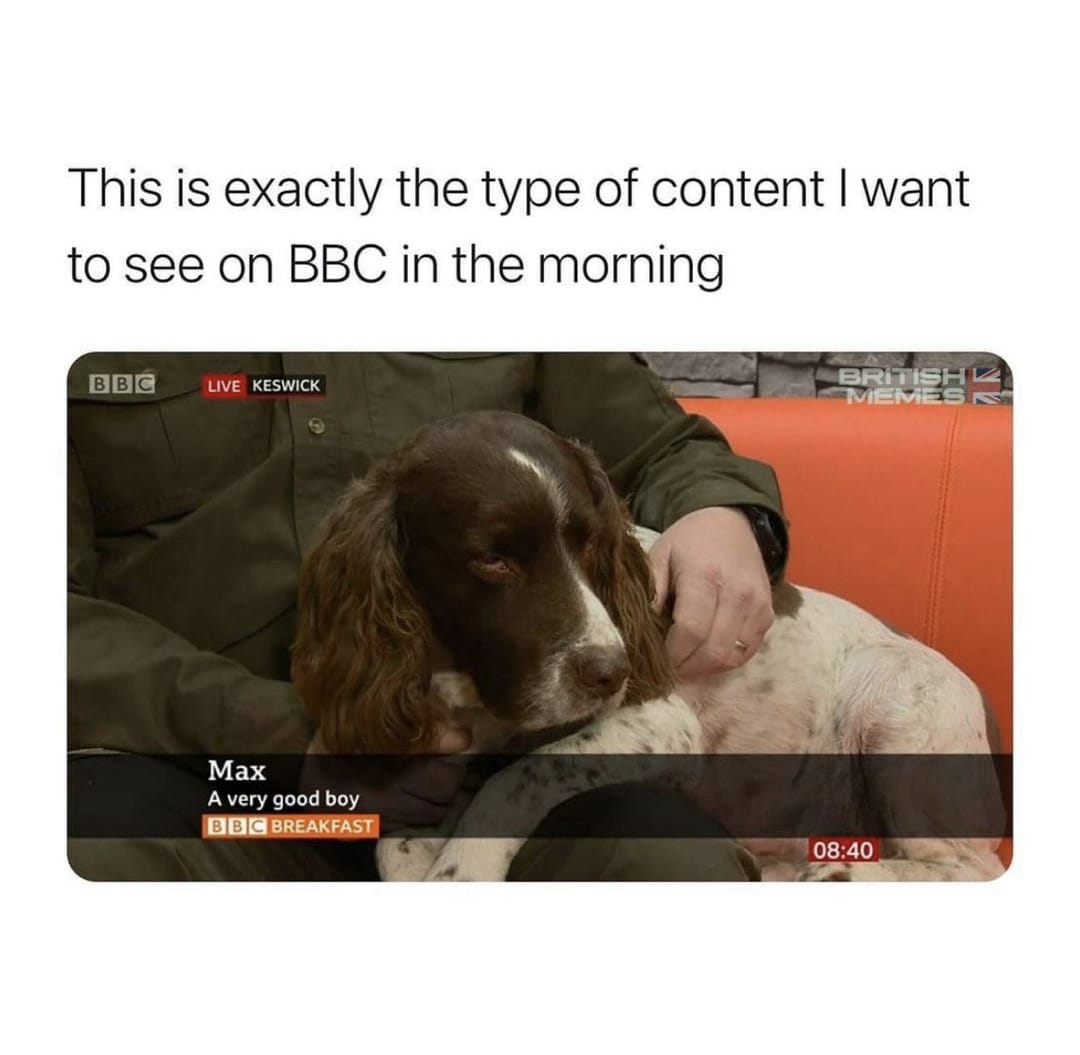 This is exactly the type of content I want
to see on BBC in the morning
BBC LIVE KESWICK
BRITISH
MEMES
Max
A very good boy
BBC BREAKFAST
08:40